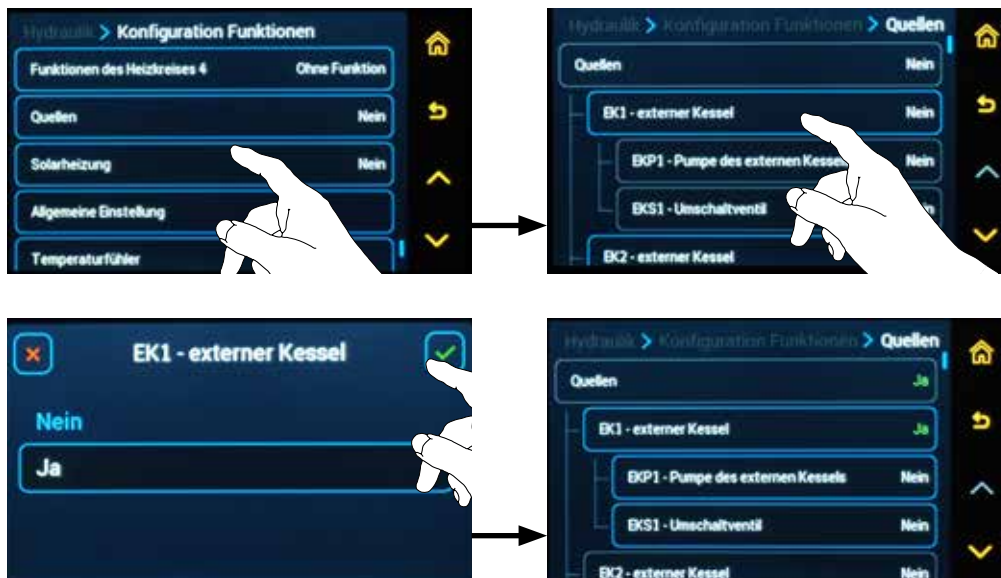 Hydraulik > Konfiguration Funktionen
Funktionen des Heizkreises 4 Ohne Funktion
Quellen Nein
Solarheizung Nein
Allgemeine Einstellung
Temperaturfühler
Hydraulik > Konfiguration Funktionen > Quellen
Quellen Nein
EK1 - externer Kessel Nein
EKP1 - Pumpe des externen Kessels Nein
EKS1 - Umschaltventil
EK2 - externer Kessel
EK1 - externer Kessel
Nein
Ja
Hydraulik > Konfiguration Funktionen > Quellen
Quellen Ja
EK1 - externer Kessel Ja
EKP1 - Pumpe des externen Kessels Nein
EKS1 - Umschaltventil Nein
EK2 - externer Kessel Nein